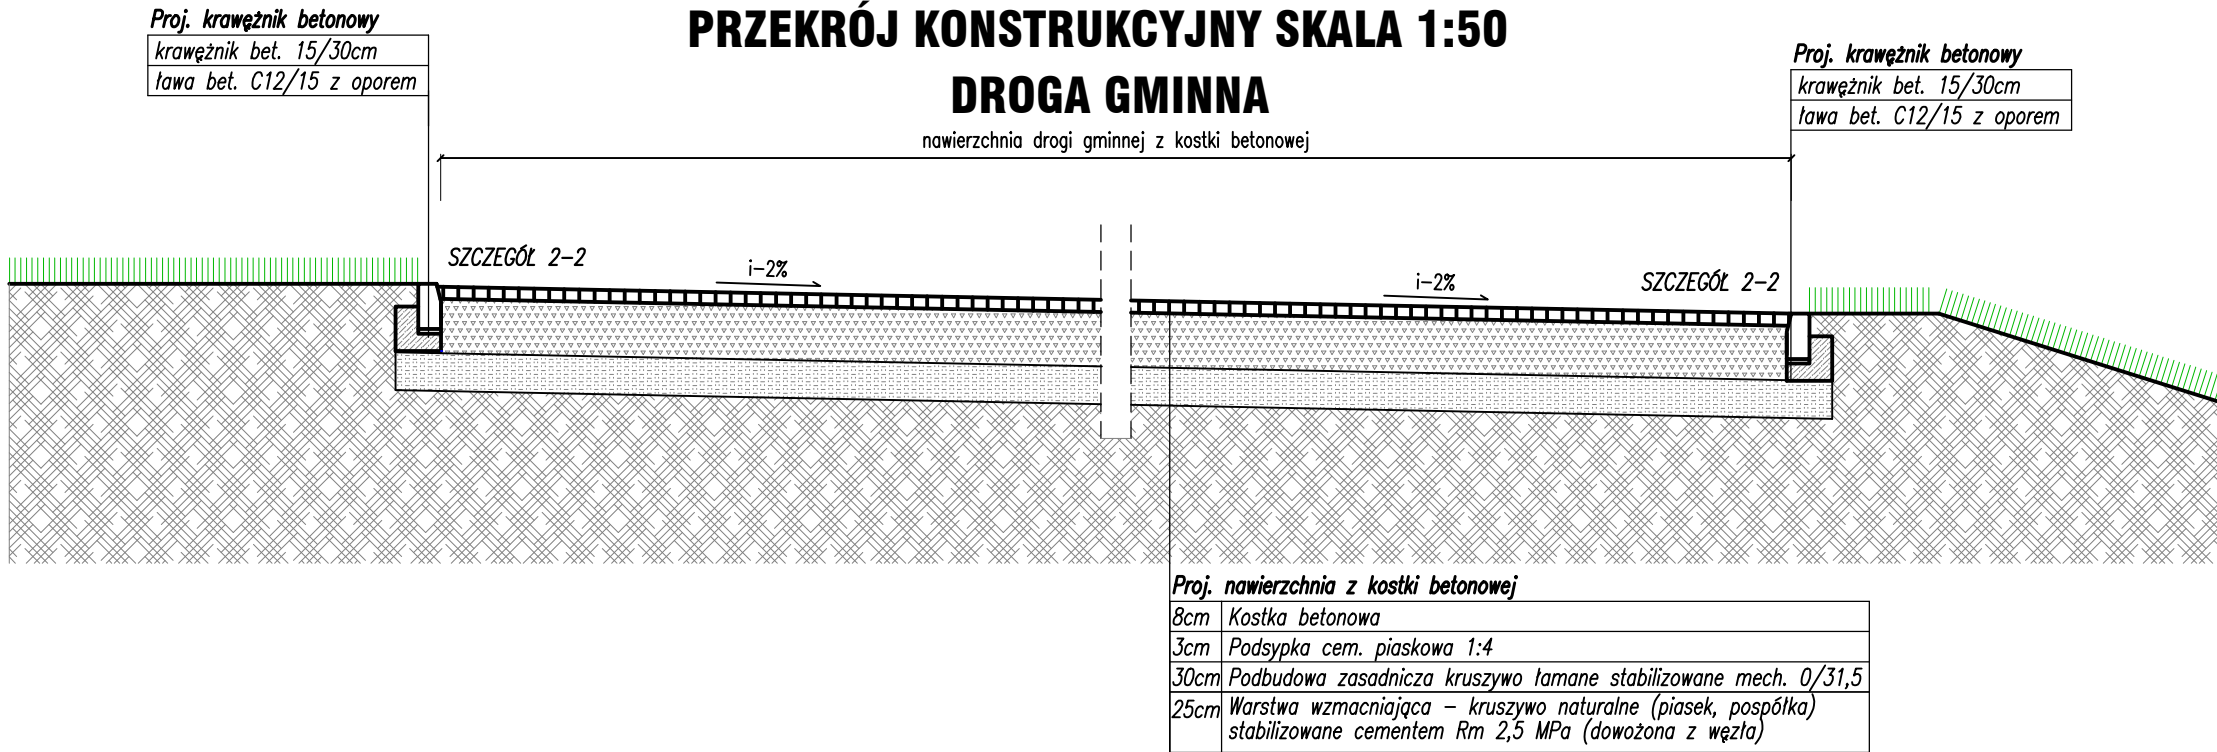 PRZEKRÓJ KONSTRUKCYJNY SKALA 1:50
DROGA GMINNA
nawierzchnia drogi gminnej z kostki betonowej
Proj. krawężnik betonowy
krawężnik bet. 15/30cm
ława bet. C12/15 z oporem
Proj. krawężnik betonowy
krawężnik bet. 15/30cm
ława bet. C12/15 z oporem
SZCZEGÓŁ 2-2
i-2%
i-2%
SZCZEGÓŁ 2-2
Proj. nawierzchnia z kostki betonowej
8cm Kostka betonowa
3cm Podsypka cem. piaskowa 1:4
30cm Podbudowa zasadnicza kruszywo łamane stabilizowane mech. 0/31,5
25cm Warstwa wzmacniająca - kruszywo naturalne (piasek, pospółka)
stabilizowane cementem Rm 2,5 MPa (dowożona z węzła)